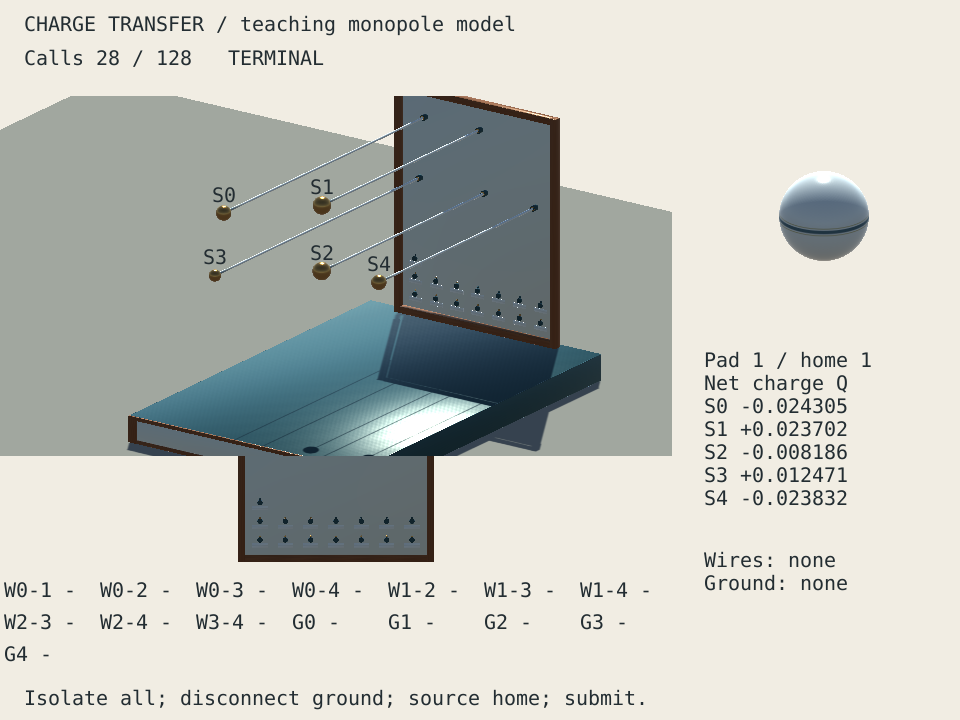 CHARGE TRANSFER / teaching monopole model
Calls 28 / 128   TERMINAL
S0
S1
S3
S2
S4
Pad 1 / home 1
Net charge Q
S0 -0.024305
S1 +0.023702
S2 -0.008186
S3 +0.012471
S4 -0.023832
Wires: none
Ground: none
W0-1 -  W0-2 -  W0-3 -  W0-4 -  W1-2 -  W1-3 -  W1-4 -
W2-3 -  W2-4 -  W3-4 -  G0 -  G1 -  G2 -  G3 -
G4 -
Isolate all; disconnect ground; source home; submit.